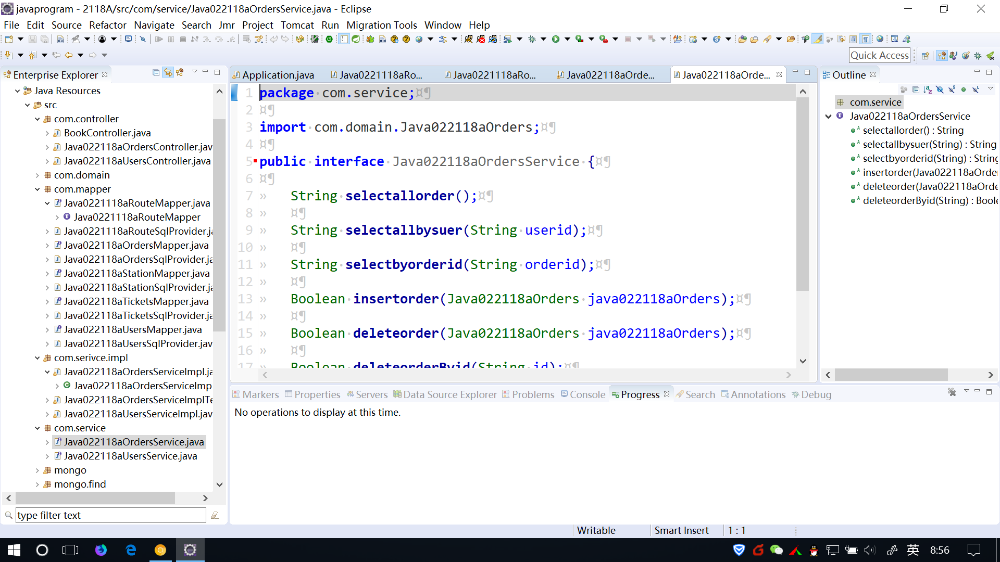 javaprogram - 2118A/src/com/service/Java022118aOrdersService.java - Eclipse
File Edit Source Refactor Navigate Search Jmr Project Tomcat Run Migration Tools Window Help
Quick Access
Enterprise Explorer
Java Resources
src
com.controller
BookController.java
Java022118aOrdersController.jav
Java022118aUsersController.java
com.domain
com.mapper
Java0221118aRouteMapper.java
Java0221118aRouteMapper
Java0221118aRouteSqlProvider.ja
Java022118aOrdersMapper.java
Java022118aOrdersSqlProvider.ja
Java022118aStationMapper.java
Java022118aStationSqlProvider.ja
Java022118aTicketsMapper.java
Java022118aTicketsSqlProvider.ja
Java022118aUsersMapper.java
Java022118aUsersSqlProvider.jav
com.serivce.impl
Java022118aOrdersServiceImpl.ja
Java022118aOrdersServiceImp
Java022118aOrdersServiceImplTe
Java022118aUsersServiceImpl.jav
com.service
Java022118aOrdersService.java
Java022118aUsersService.java
mongo
mongo.find
type filter text
Application.java Java0221118aRo... Java0221118aRo... Java022118aOrde... Java022118aOrde...
1 package·com.service;¤¶
2 ¤¶
3 import·com.domain.Java022118aOrders;¤¶
4 ¤¶
5 public·interface·Java022118aOrdersService·{¤¶
6 ¤¶
7 » String·selectallorder();¤¶
8 » ¤¶
9 » String·selectallbysuer(String·userid);¤¶
10 » ¤¶
11 » String·selectbyorderid(String·orderid);¤¶
12 » ¤¶
13 » Boolean·insertorder(Java022118aOrders·java022118aOrders);¤¶
14 » ¤¶
15 » Boolean·deleteorder(Java022118aOrders·java022118aOrders);¤¶
16 » ¤¶
17 » Boolean·deleteorderByid(String·id);¤¶
Outline
com.service
Java022118aOrdersService
selectallorder() : String
selectallbysuer(String) : String
selectbyorderid(String) : String
insertorder(Java022118aOrde
deleteorder(Java022118aOrde
deleteorderByid(String) : Boole
Markers Properties Servers Data Source Explorer Problems Console Progress Search Annotations Debug
No operations to display at this time.
Writable Smart Insert 1 : 1
英 8:56